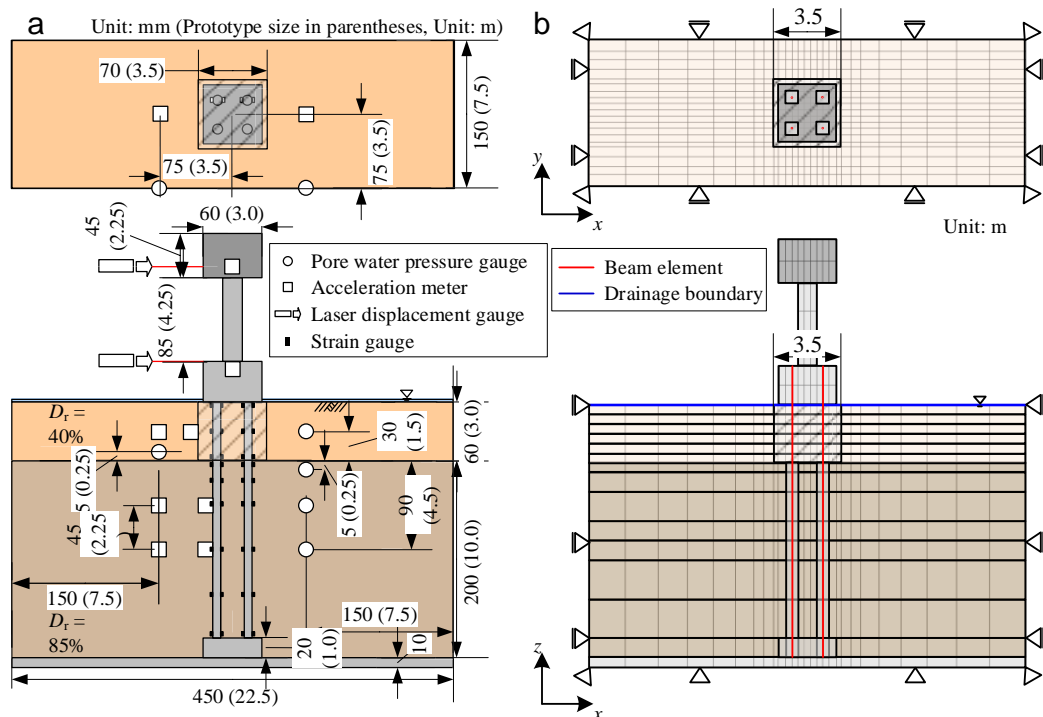 a
Unit: mm (Prototype size in parentheses, Unit: m)
70 (3.5)
75 (3.5)
75 (3.5)
150 (7.5)
60 (3.0)
45
(2.25)
85 (4.25)
Pore water pressure gauge
Acceleration meter
Laser displacement gauge
Strain gauge
Dr =
40%
5 (0.25)
45
(2.25
30
(1.5)
60 (3.0)
5 (0.25)
90
(4.5)
200 (10.0)
150 (7.5)
150 (7.5)
Dr =
85%
20
(1.0)
10
450 (22.5)
b
3.5
y
x
Unit: m
Beam element
Drainage boundary
3.5
z
x